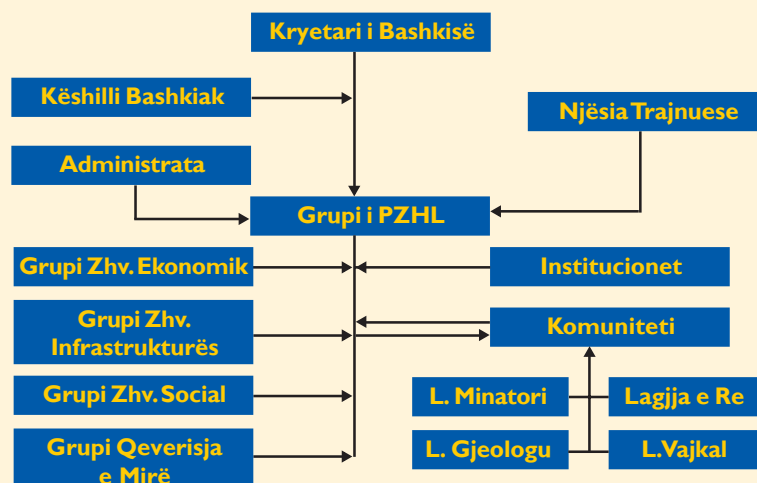 Kryetari i Bashkisë
Këshilli Bashkiak
Njësia Trajnuese
Administrata
Grupi i PZHL
Grupi Zhv. Ekonomik
Institucionet
Grupi Zhv.
Infrastrukturës
Komuniteti
Grupi Zhv. Social
L. Minatori
Lagjja e Re
Grupi Qeverisja
e Mirë
L. Gjeologu
L.Vajkal